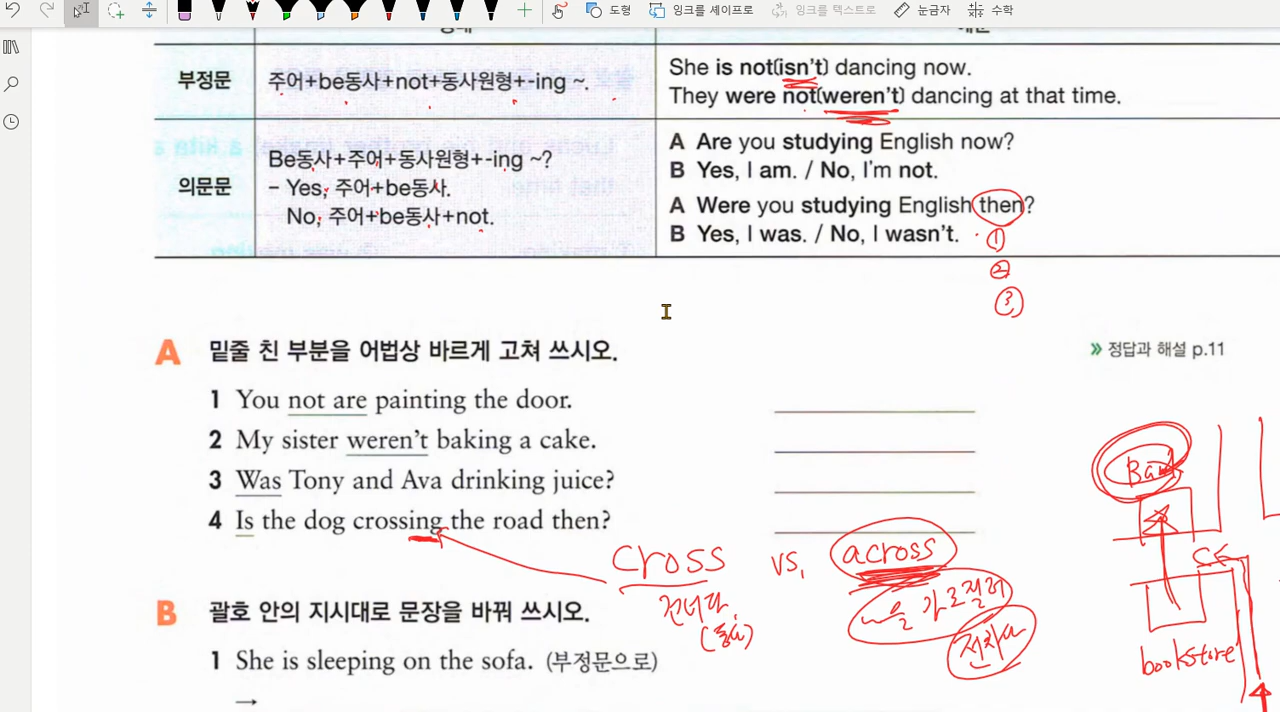 도형
잉크를 셰이프로
잉크를 텍스트로
눈금자
수학
부정문
주어+be동사+not+동사원형+-ing ~.
She is not(isn't) dancing now.
They were not(weren't) dancing at that time.
의문문
Be동사+주어+동사원형+-ing ~?
– Yes, 주어+be동사.
No, 주어+be동사+not.
A Are you studying English now?
B Yes, I am. / No, I'm not.
A Were you studying English then?
B Yes, I was. / No, I wasn't.
①
②
③
A 밑줄 친 부분을 어법상 바르게 고쳐 쓰시오.
» 정답과 해설 p.11
1 You not are painting the door.
2 My sister weren't baking a cake.
3 Was Tony and Ava drinking juice?
4 Is the dog crossing the road then?
cross vs. across
건너다.
(동사)
~을 가로질러
전치사
bookstore
B 괄호 안의 지시대로 문장을 바꿔 쓰시오.
1 She is sleeping on the sofa. (부정문으로)
→